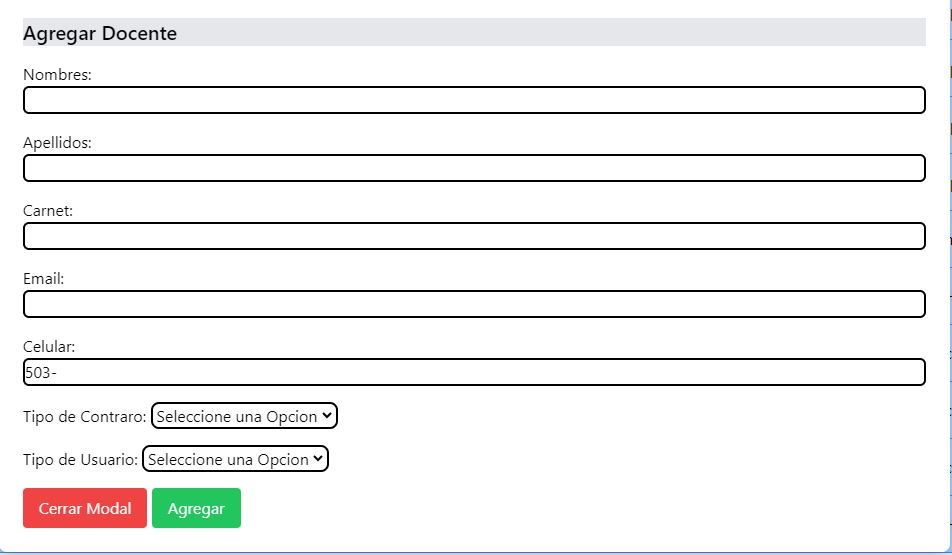 Agregar Docente
Nombres:
Apellidos:
Carnet:
Email:
Celular:
503-
Tipo de Contraro: Seleccione una Opcion
Tipo de Usuario: Seleccione una Opcion
Cerrar Modal Agregar